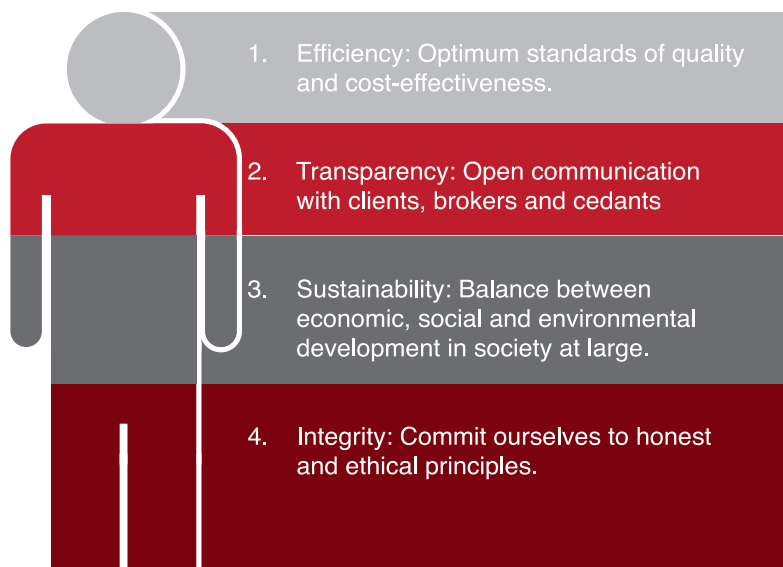 1. Efficiency: Optimum standards of quality
and cost-effectiveness.
2. Transparency: Open communication
with clients, brokers and cedants
3. Sustainability: Balance between
economic, social and environmental
development in society at large.
4. Integrity: Commit ourselves to honest
and ethical principles.